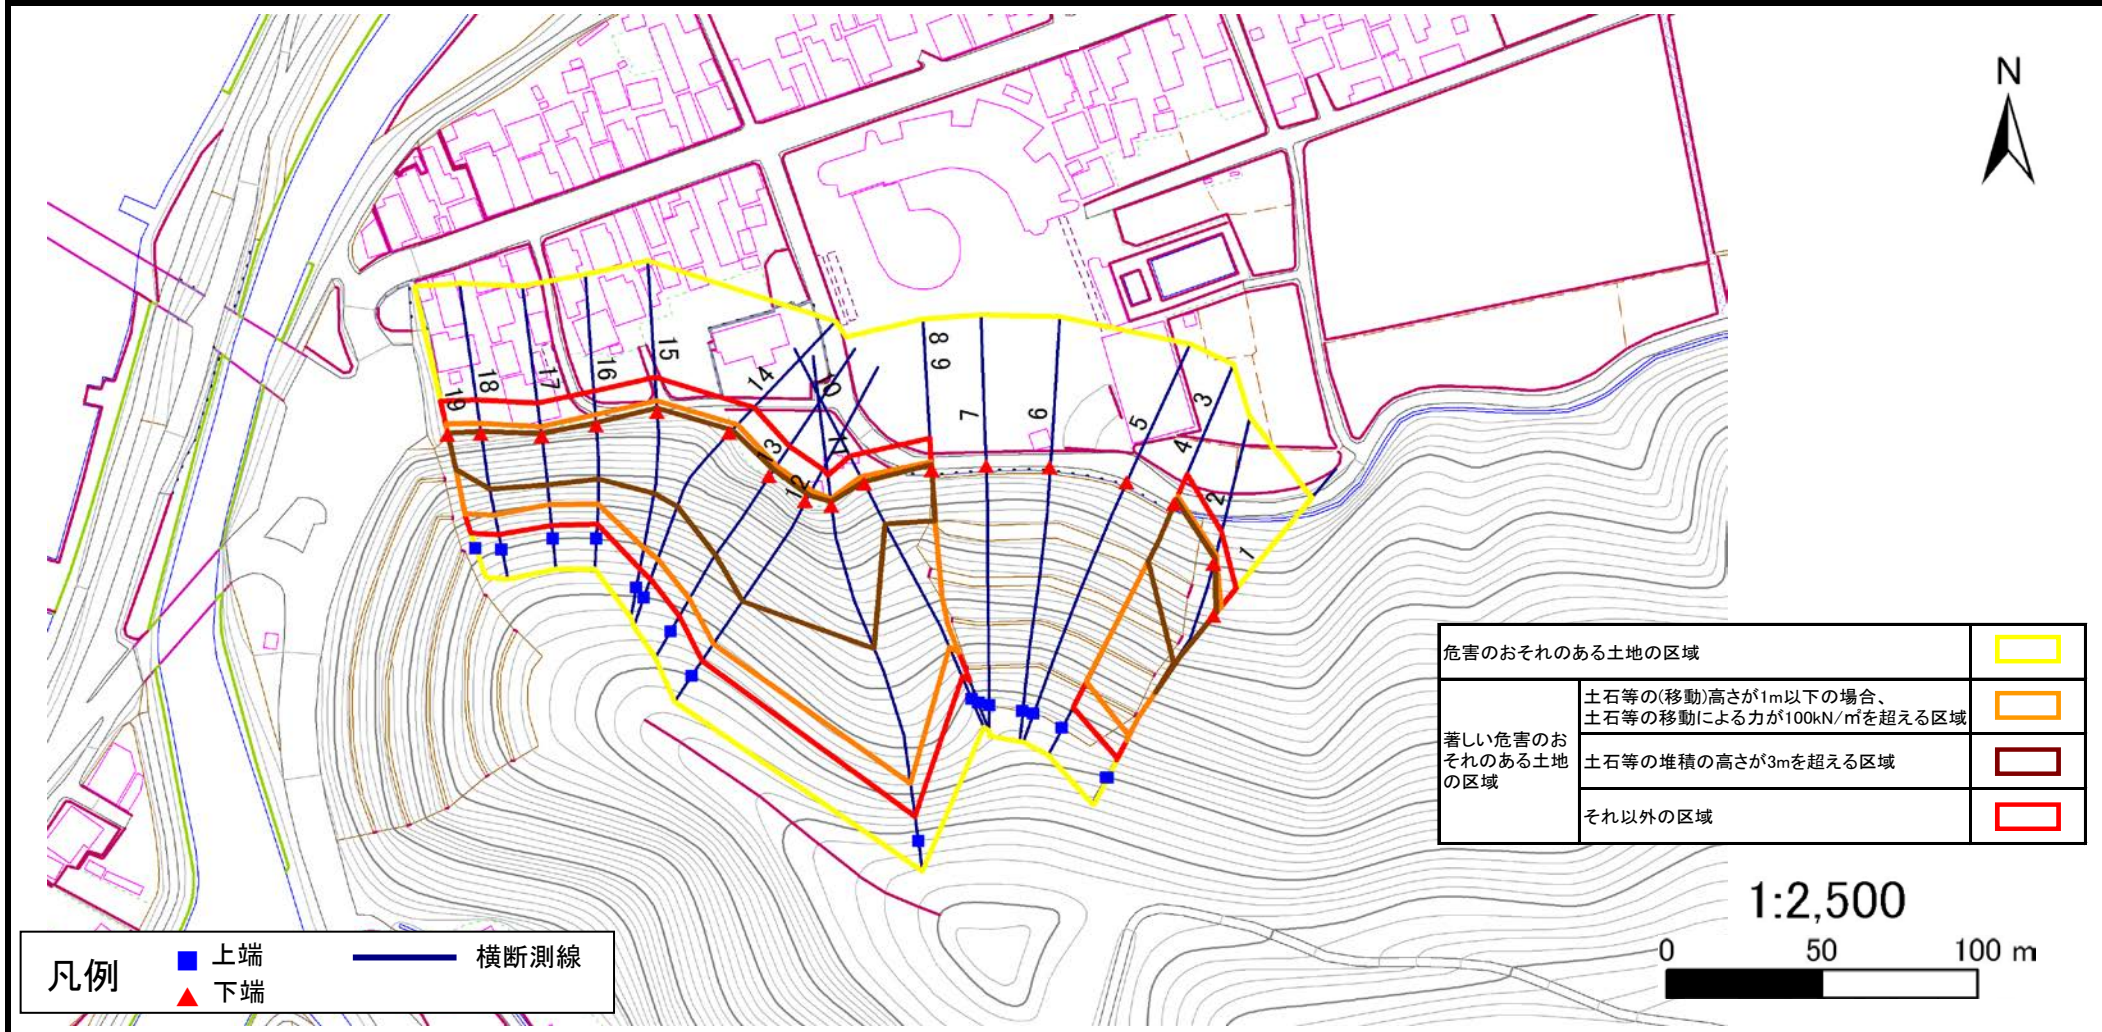 N
15
16
17
18
19
14
13
12
11
10
8
9
7
6
5
4
3
2
1
危害のおそれのある土地の区域
著しい危害のお
それのある土地
の区域
土石等の(移動)高さが1m以下の場合、
土石等の移動による力が100kN/㎡を超える区域
土石等の堆積の高さが3mを超える区域
それ以外の区域
1:2,500
0 50 100 m
凡例
上端
下端
横断測線